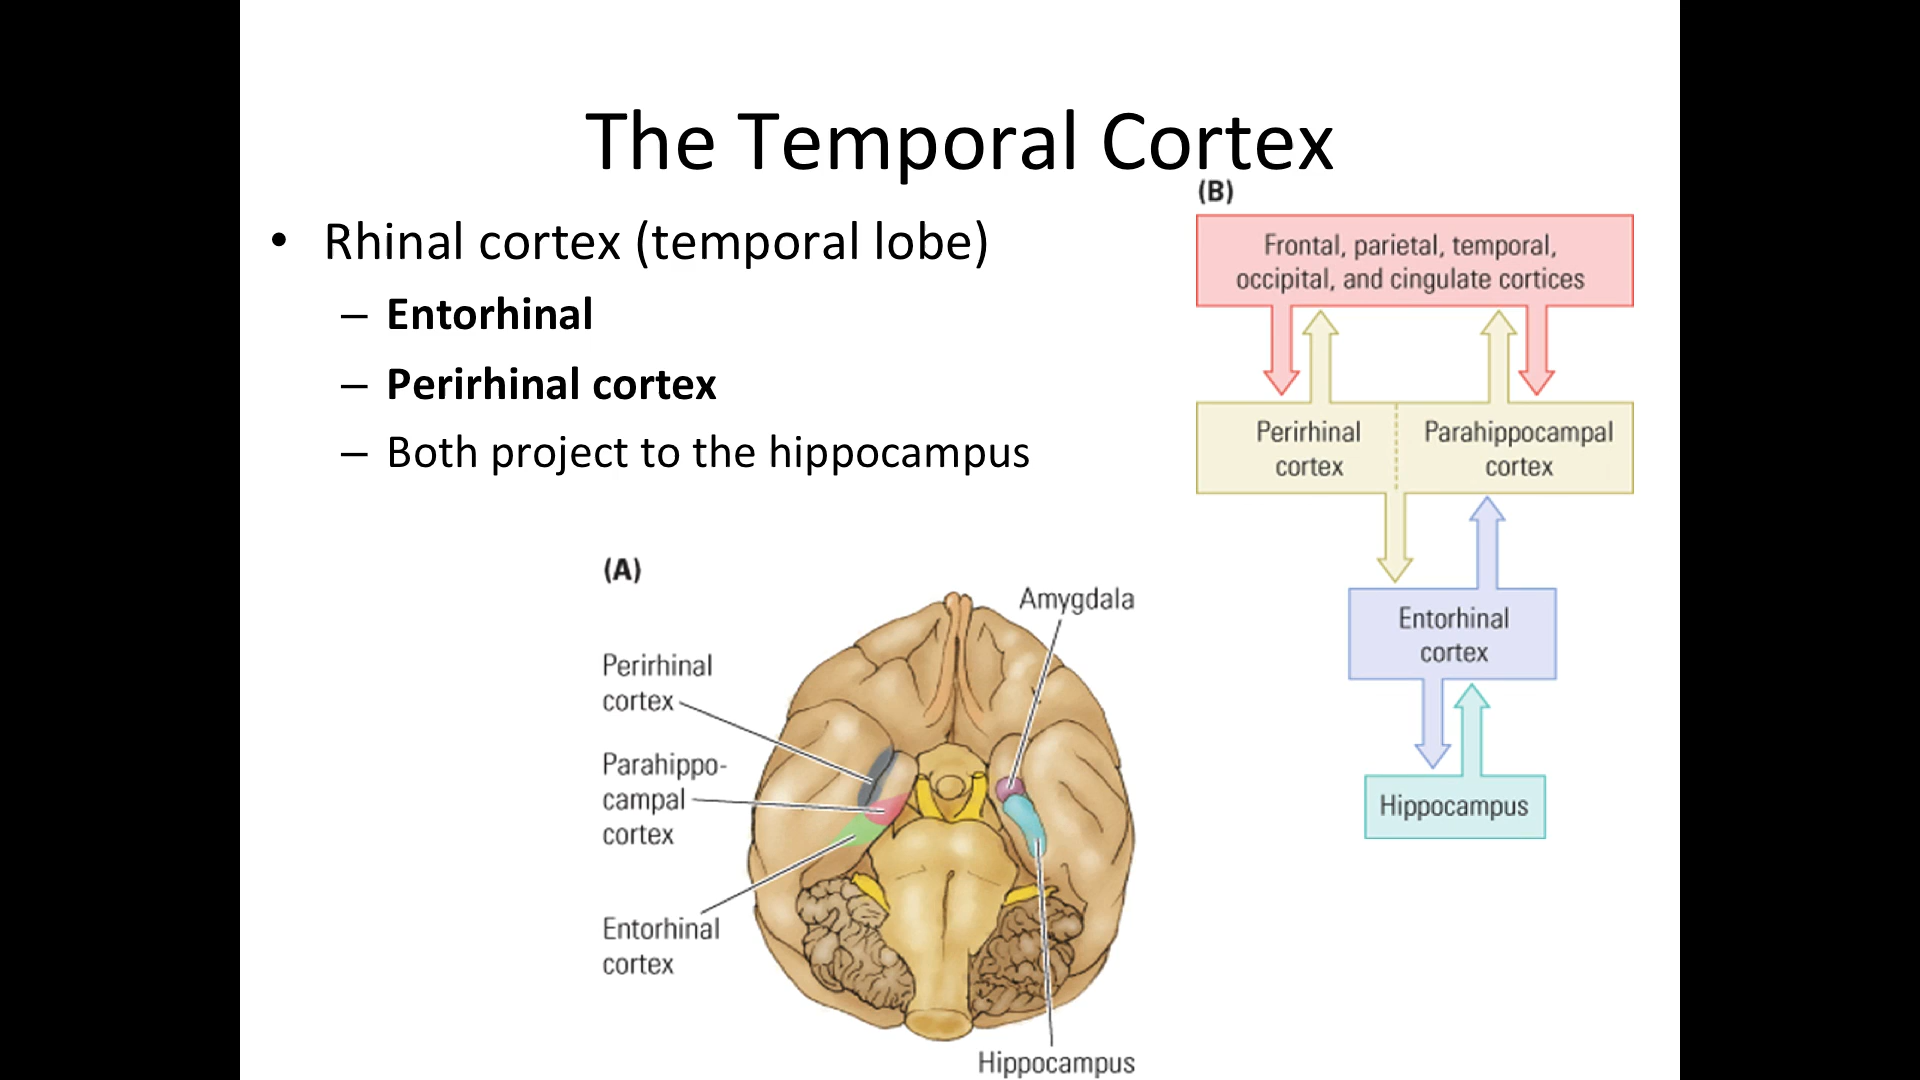 The Temporal Cortex
• Rhinal cortex (temporal lobe)
– Entorhinal
– Perirhinal cortex
– Both project to the hippocampus
(B)
Frontal, parietal, temporal,
occipital, and cingulate cortices
Perirhinal
cortex
Parahippocampal
cortex
Entorhinal
cortex
Hippocampus
(A)
Amygdala
Perirhinal
cortex
Parahippo-
campal
cortex
Entorhinal
cortex
Hippocampus